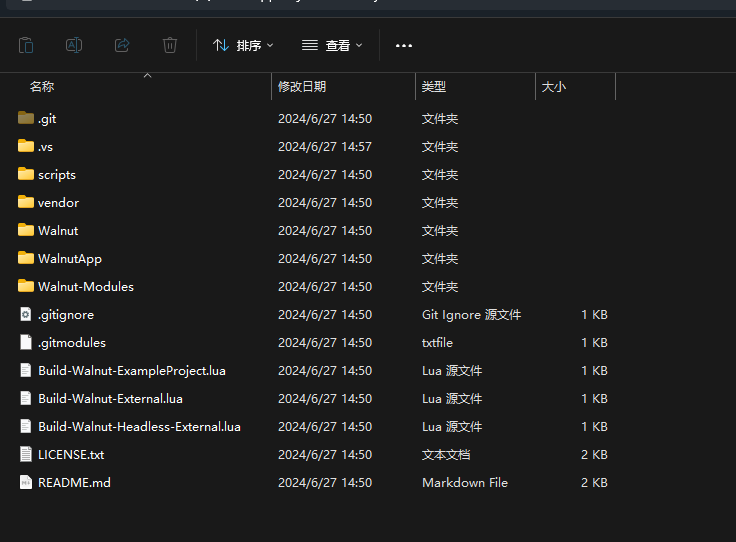 排序 查看
名称 修改日期 类型 大小
.git 2024/6/27 14:50 文件夹
.vs 2024/6/27 14:57 文件夹
scripts 2024/6/27 14:50 文件夹
vendor 2024/6/27 14:50 文件夹
Walnut 2024/6/27 14:50 文件夹
WalnutApp 2024/6/27 14:50 文件夹
Walnut-Modules 2024/6/27 14:50 文件夹
.gitignore 2024/6/27 14:50 Git Ignore 源文件 1 KB
.gitmodules 2024/6/27 14:50 txtfile 1 KB
Build-Walnut-ExampleProject.lua 2024/6/27 14:50 Lua 源文件 1 KB
Build-Walnut-External.lua 2024/6/27 14:50 Lua 源文件 1 KB
Build-Walnut-Headless-External.lua 2024/6/27 14:50 Lua 源文件 1 KB
LICENSE.txt 2024/6/27 14:50 文本文档 2 KB
README.md 2024/6/27 14:50 Markdown File 2 KB